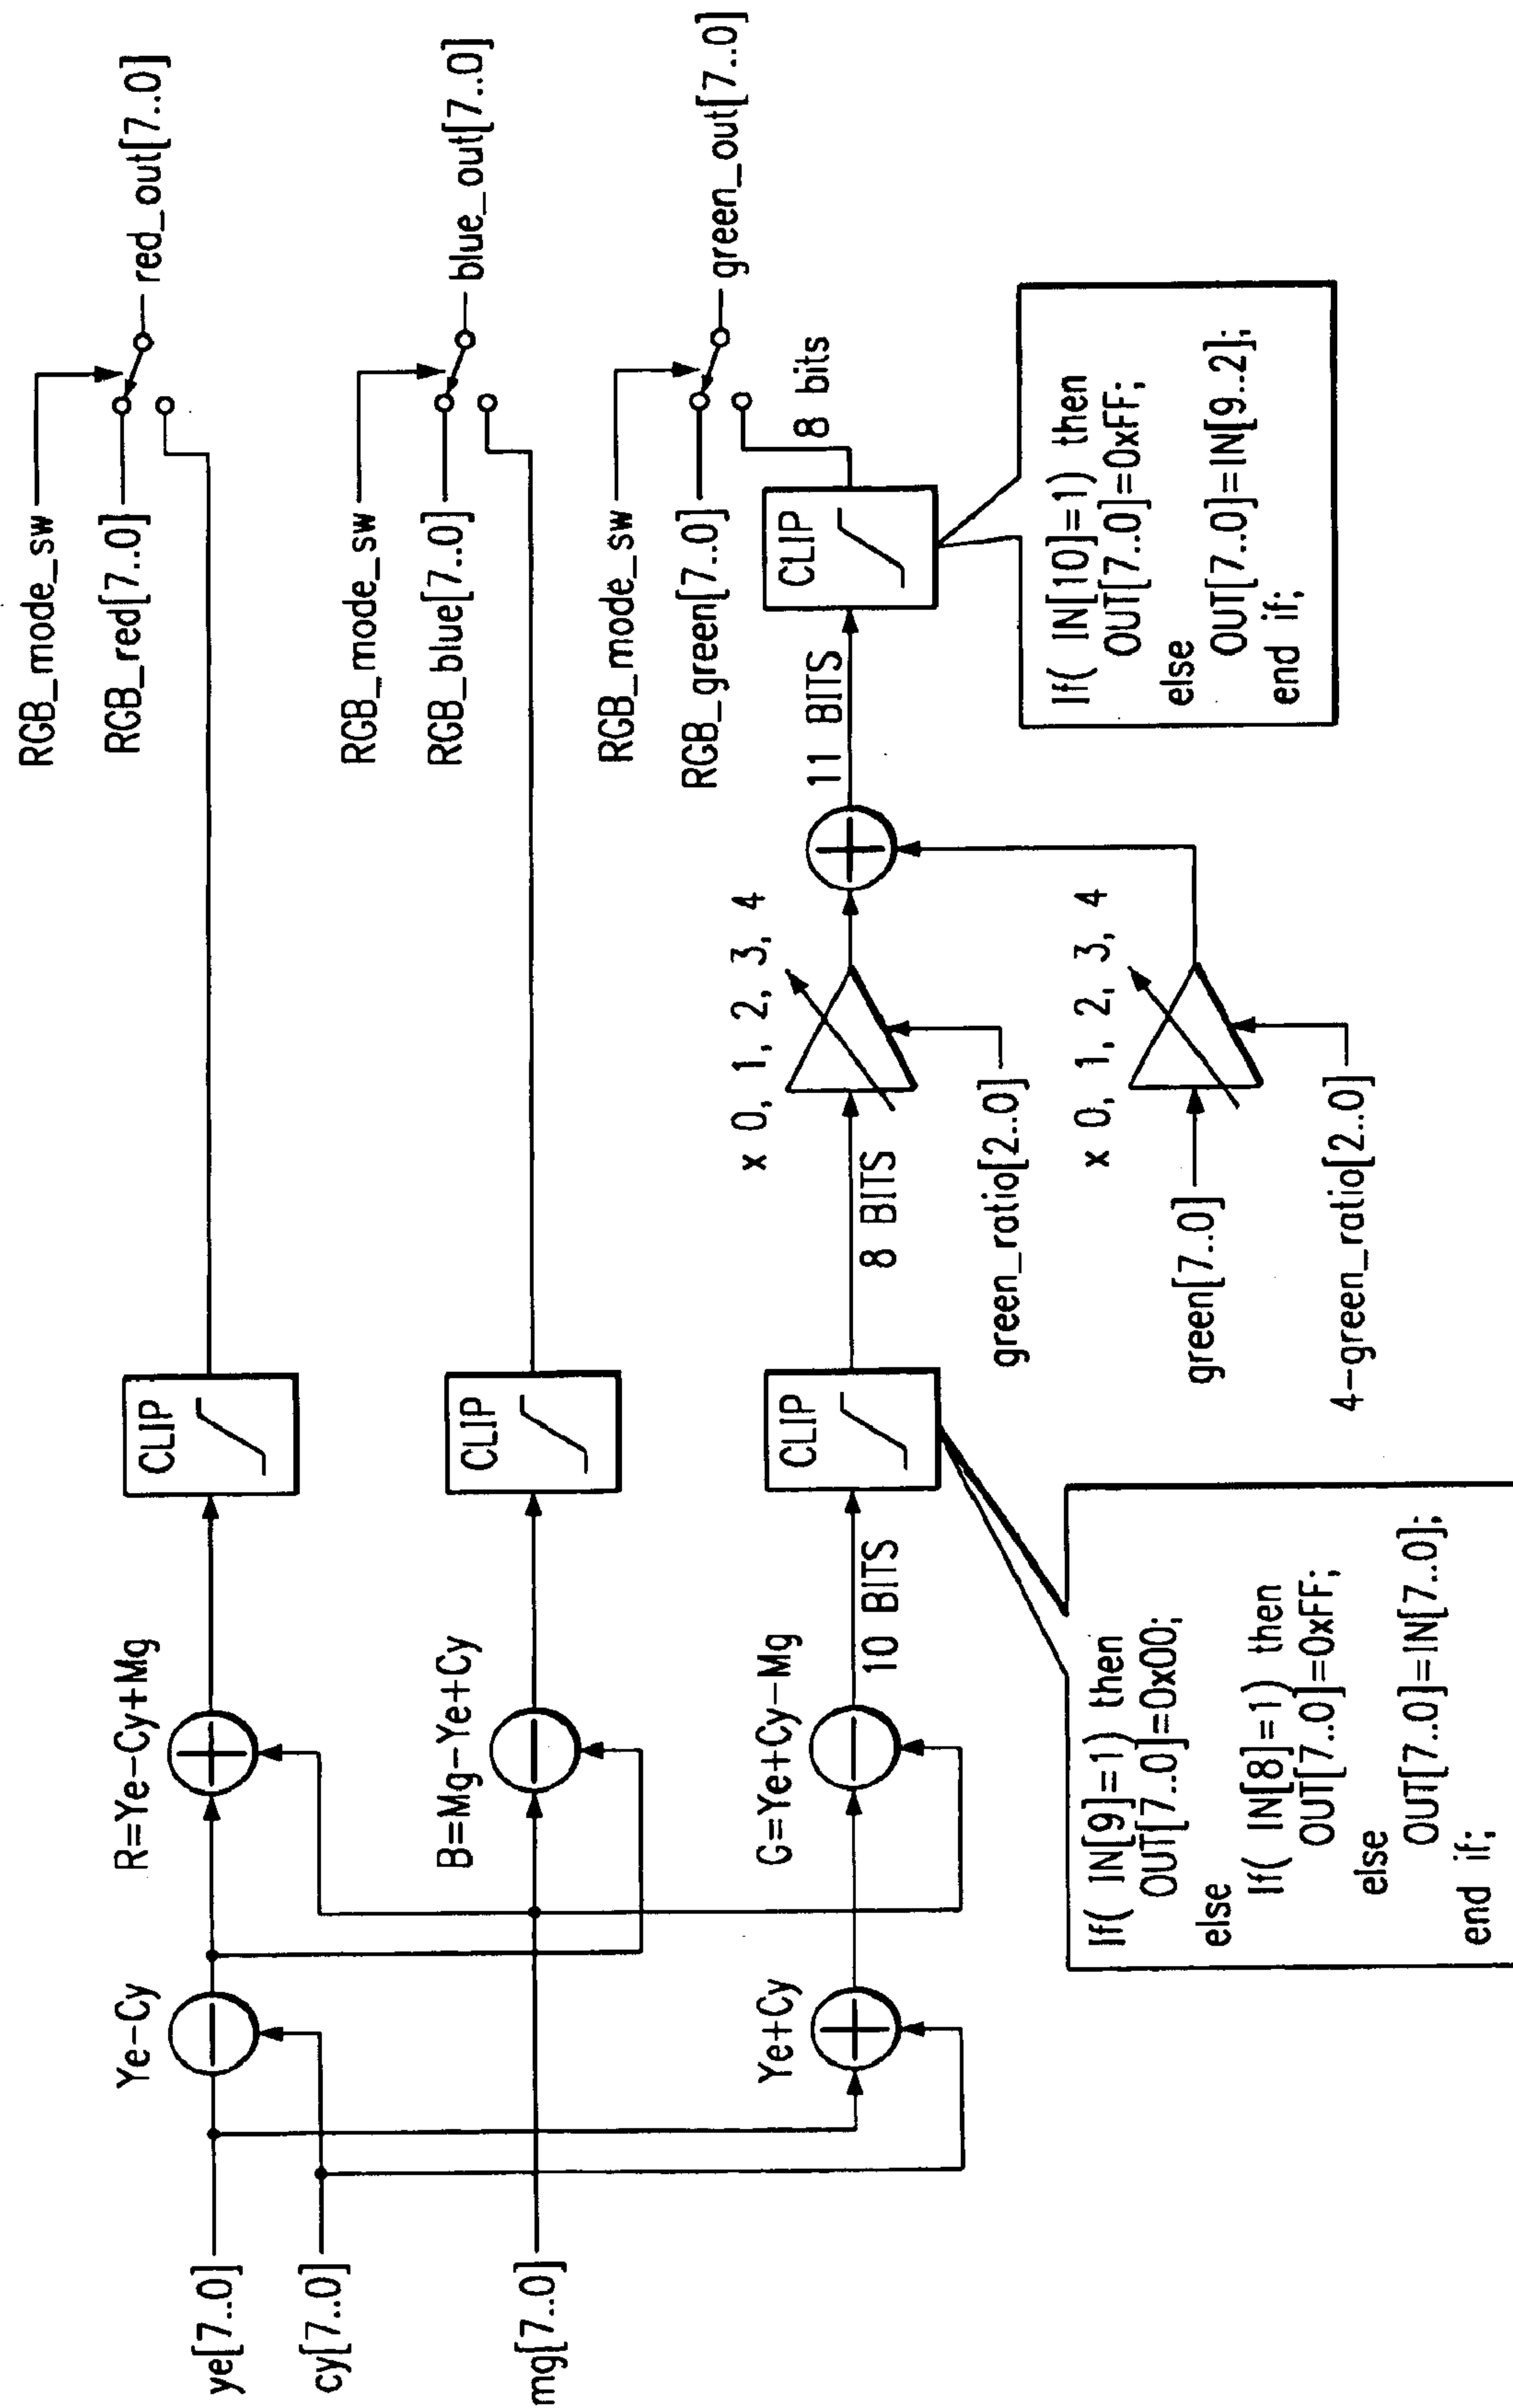 ye[7..0]
cy[7..0]
mg[7..0]
Ye-Cy
R=Ye-Cy+Mg
CLIP
RGB_mode_sw
RGB_red[7..0]
red_out[7..0]
B=Mg-Ye+Cy
CLIP
RGB_mode_sw
RGB_blue[7..0]
blue_out[7..0]
Ye+Cy
G=Ye+Cy-Mg
10 BITS
CLIP
8 BITS
x 0, 1, 2, 3, 4
green_ratio[2..0]
11 BITS
CLIP
8 bits
RGB_mode_sw
RGB_green[7..0]
green_out[7..0]
green[7..0]
x 0, 1, 2, 3, 4
4-green_ratio[2..0]
If( IN[9]=1) then
OUT[7..0]=0x00;
else
If( IN[8]=1) then
OUT[7..0]=0xFF;
else
OUT[7..0]=IN[7..0];
end if;
If( IN[10]=1) then
OUT[7..0]=0xFF;
else
OUT[7..0]=IN[9..2];
end if;